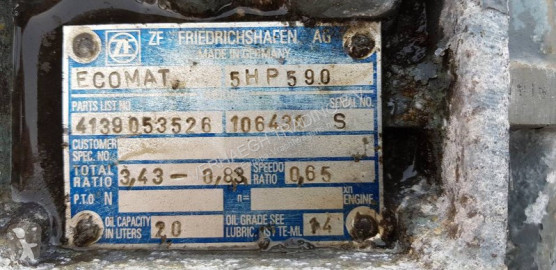 ZF FRIEDRICHSHAFEN AG
MADE IN GERMANY
ECOMAT 5HP590
PARTS LIST NO SERIAL NO
4139053526 S
CUSTOMER
SPEC. NO.
TOTAL RATIO 3,43 - 0,83 SPEEDO RATIO 0,65
P.T.O N n= xn ENGINE
OIL CAPACITY IN LITERS 20 OIL GRADE SEE LUBRIC. LIST TE-ML 14